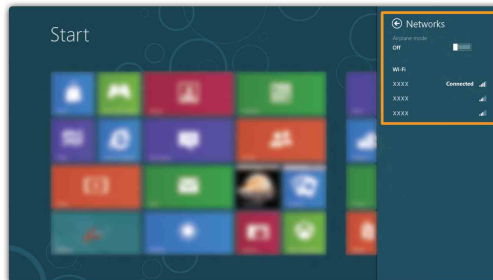 Start
Networks
Airplane mode
Off
Wi-Fi
XXXX Connected
XXXX
XXXX